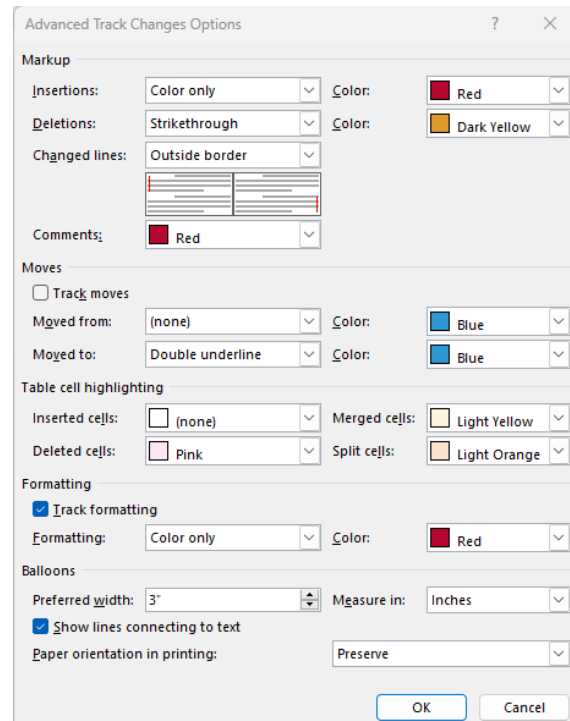 Advanced Track Changes Options ?
Markup
Insertions: Color only Color: Red
Deletions: Strikethrough Color: Dark Yellow
Changed lines: Outside border
Comments: Red
Moves
Track moves
Moved from: (none) Color: Blue
Moved to: Double underline Color: Blue
Table cell highlighting
Inserted cells: (none) Merged cells: Light Yellow
Deleted cells: Pink Split cells: Light Orange
Formatting
Track formatting
Formatting: Color only Color: Red
Balloons
Preferred width: 3" Measure in: Inches
Show lines connecting to text
Paper orientation in printing: Preserve
OK Cancel